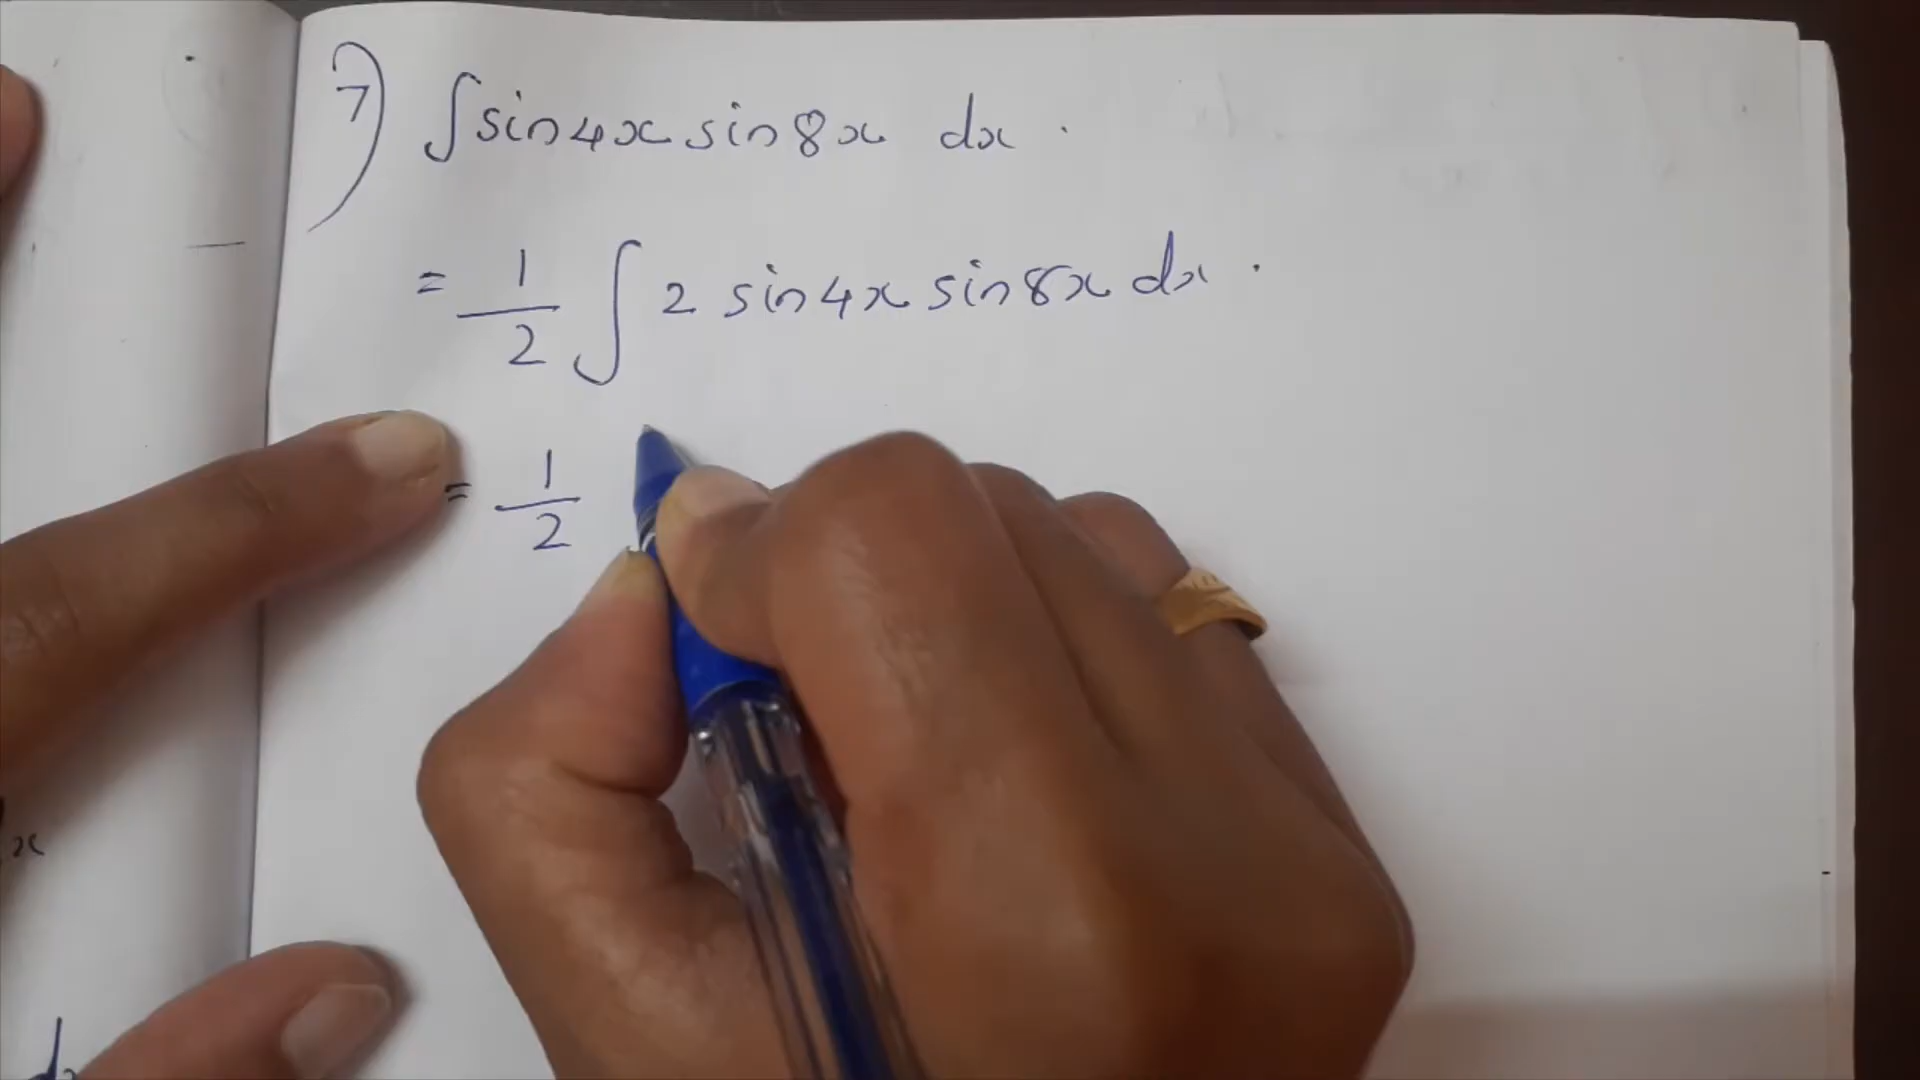 7) ∫ sin4x sin8x dx .
= 1/2 ∫ 2 sin4x sin8x dx .
= 1/2
x